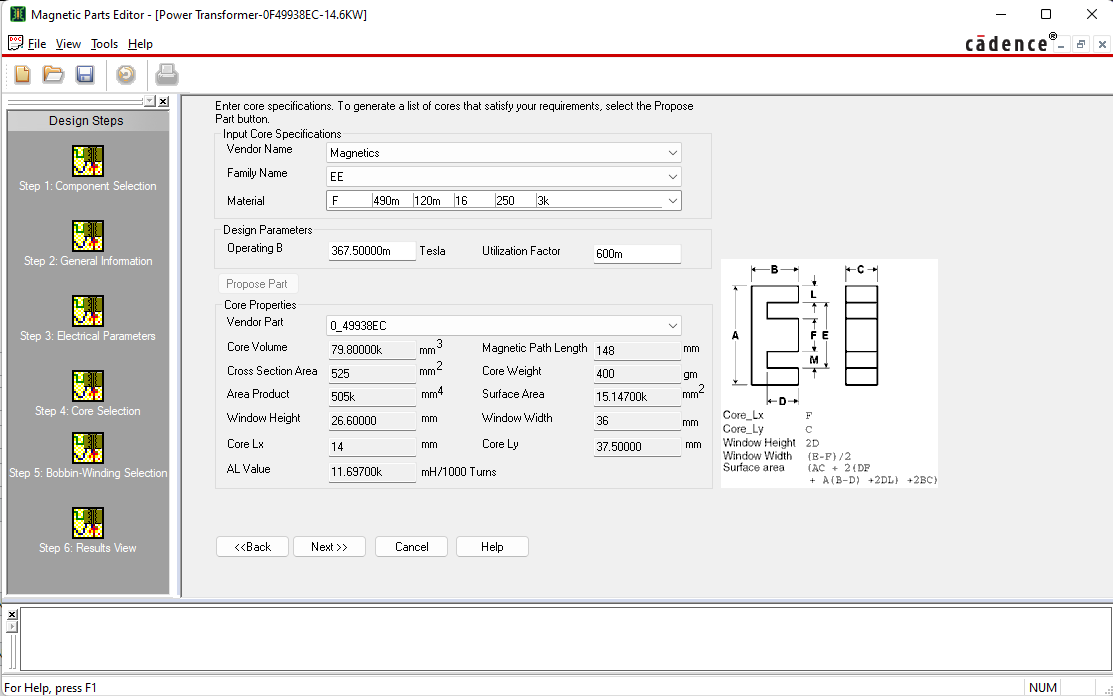 Magnetic Parts Editor - [Power Transformer-0F49938EC-14.6KW]
File View Tools Help
cādence®
Design Steps
Step 1: Component Selection
Step 2: General Information
Step 3: Electrical Parameters
Step 4: Core Selection
Step 5: Bobbin-Winding Selection
Step 6: Results View
Enter core specifications. To generate a list of cores that satisfy your requirements, select the Propose
Part button.
Input Core Specifications
Vendor Name Magnetics
Family Name EE
Material F 490m 120m 16 250 3k
Design Parameters
Operating B 367.50000m Tesla Utilization Factor 600m
Propose Part
Core Properties
Vendor Part 0_49938EC
Core Volume 79.80000k mm3 Magnetic Path Length 148 mm
Cross Section Area 525 mm2 Core Weight 400 gm
Area Product 505k mm4 Surface Area 15.14700k mm2
Window Height 26.60000 mm Window Width 36 mm
Core Lx 14 mm Core Ly 37.50000 mm
AL Value 11.69700k mH/1000 Turns
B C
L
A F E
M
D
Core_Lx F
Core_Ly C
Window Height 2D
Window Width (E-F)/2
Surface area (AC + 2(DF
+ A(B-D) +2DL) +2BC)
<<Back Next >> Cancel Help
For Help, press F1
NUM